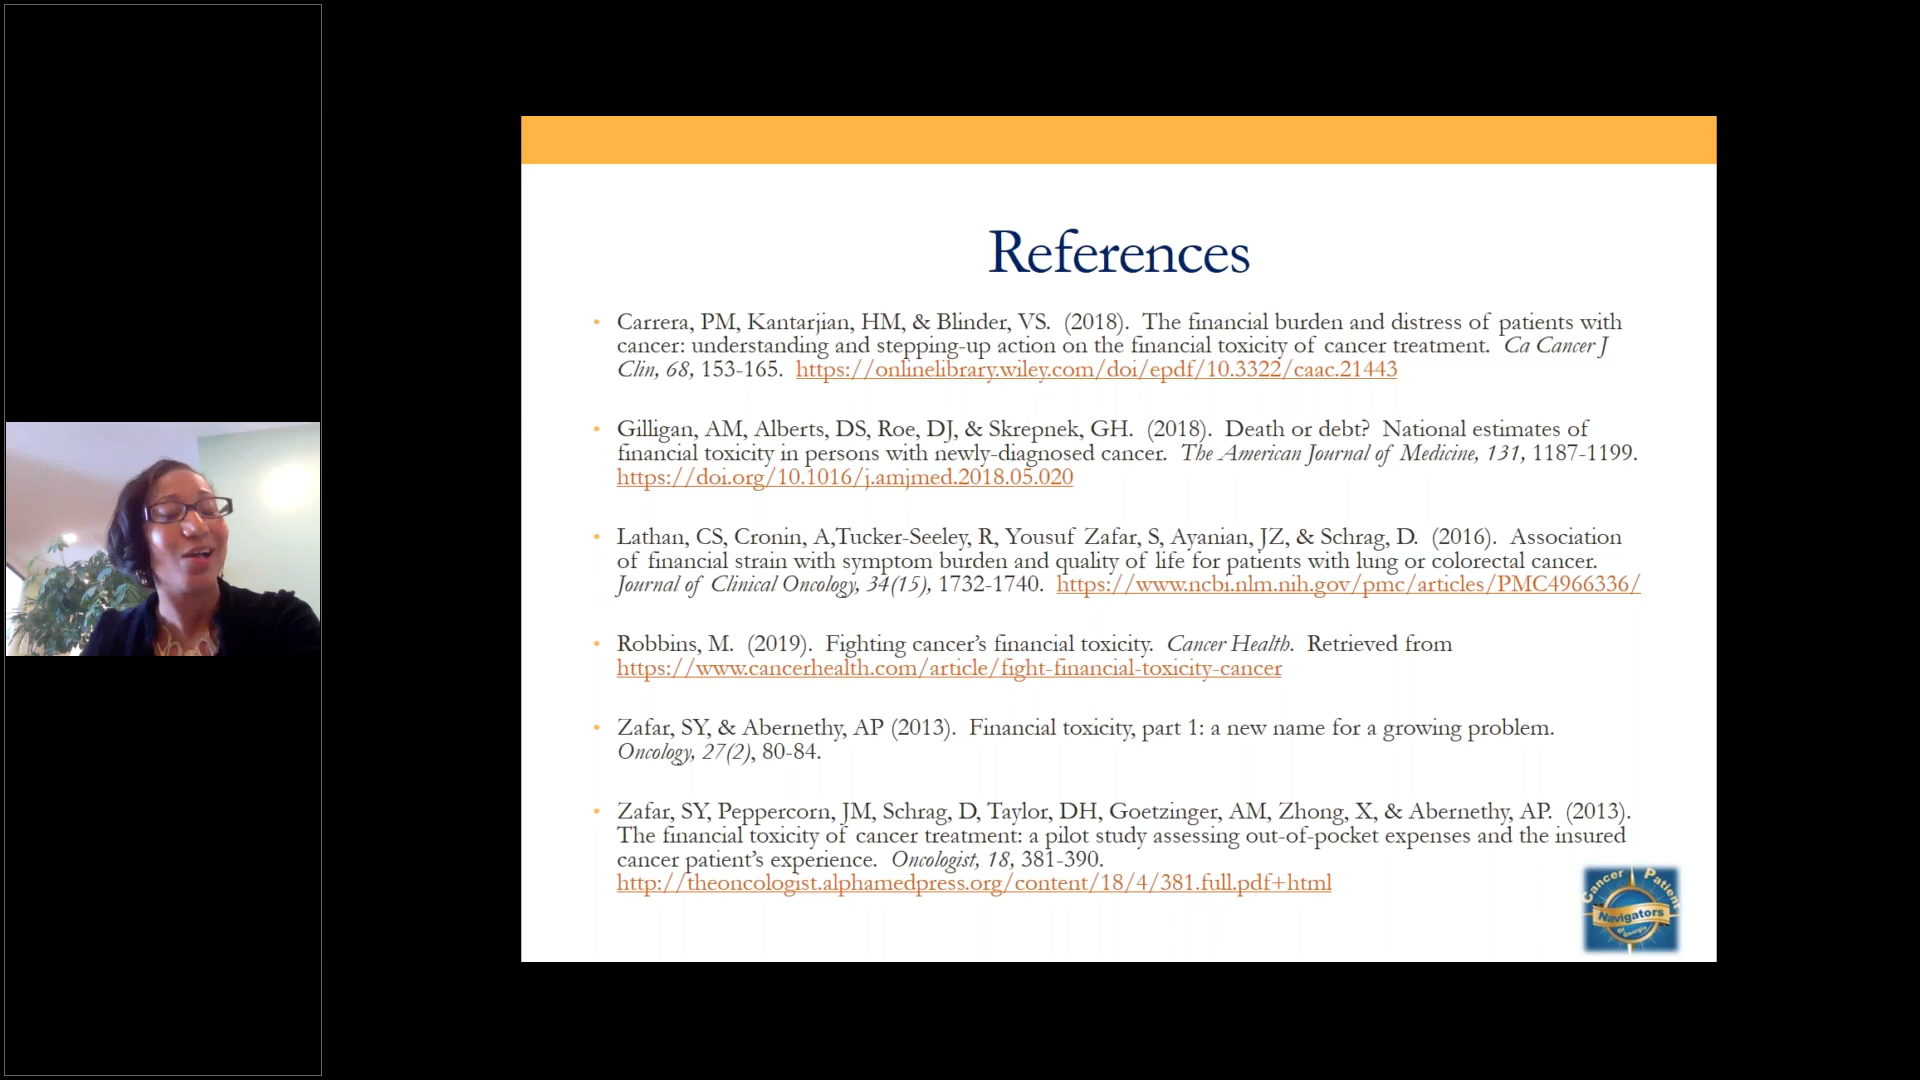 References
• Carrera, PM, Kantarjian, HM, & Blinder, VS. (2018). The financial burden and distress of patients with
cancer: understanding and stepping-up action on the financial toxicity of cancer treatment. Ca Cancer J
Clin, 68, 153-165. https://onlinelibrary.wiley.com/doi/epdf/10.3322/caac.21443
• Gilligan, AM, Alberts, DS, Roe, DJ, & Skrepnek, GH. (2018). Death or debt? National estimates of
financial toxicity in persons with newly-diagnosed cancer. The American Journal of Medicine, 131, 1187-1199.
https://doi.org/10.1016/j.amjmed.2018.05.020
• Lathan, CS, Cronin, A,Tucker-Seeley, R, Yousuf Zafar, S, Ayanian, JZ, & Schrag, D. (2016). Association
of financial strain with symptom burden and quality of life for patients with lung or colorectal cancer.
Journal of Clinical Oncology, 34(15), 1732-1740. https://www.ncbi.nlm.nih.gov/pmc/articles/PMC4966336/
• Robbins, M. (2019). Fighting cancer’s financial toxicity. Cancer Health. Retrieved from
https://www.cancerhealth.com/article/fight-financial-toxicity-cancer
• Zafar, SY, & Abernethy, AP (2013). Financial toxicity, part 1: a new name for a growing problem.
Oncology, 27(2), 80-84.
• Zafar, SY, Peppercorn, JM, Schrag, D, Taylor, DH, Goetzinger, AM, Zhong, X, & Abernethy, AP. (2013).
The financial toxicity of cancer treatment: a pilot study assessing out-of-pocket expenses and the insured
cancer patient’s experience. Oncologist, 18, 381-390.
http://theoncologist.alphamedpress.org/content/18/4/381.full.pdf+html
Cancer Patient
Navigators
Of Georgia